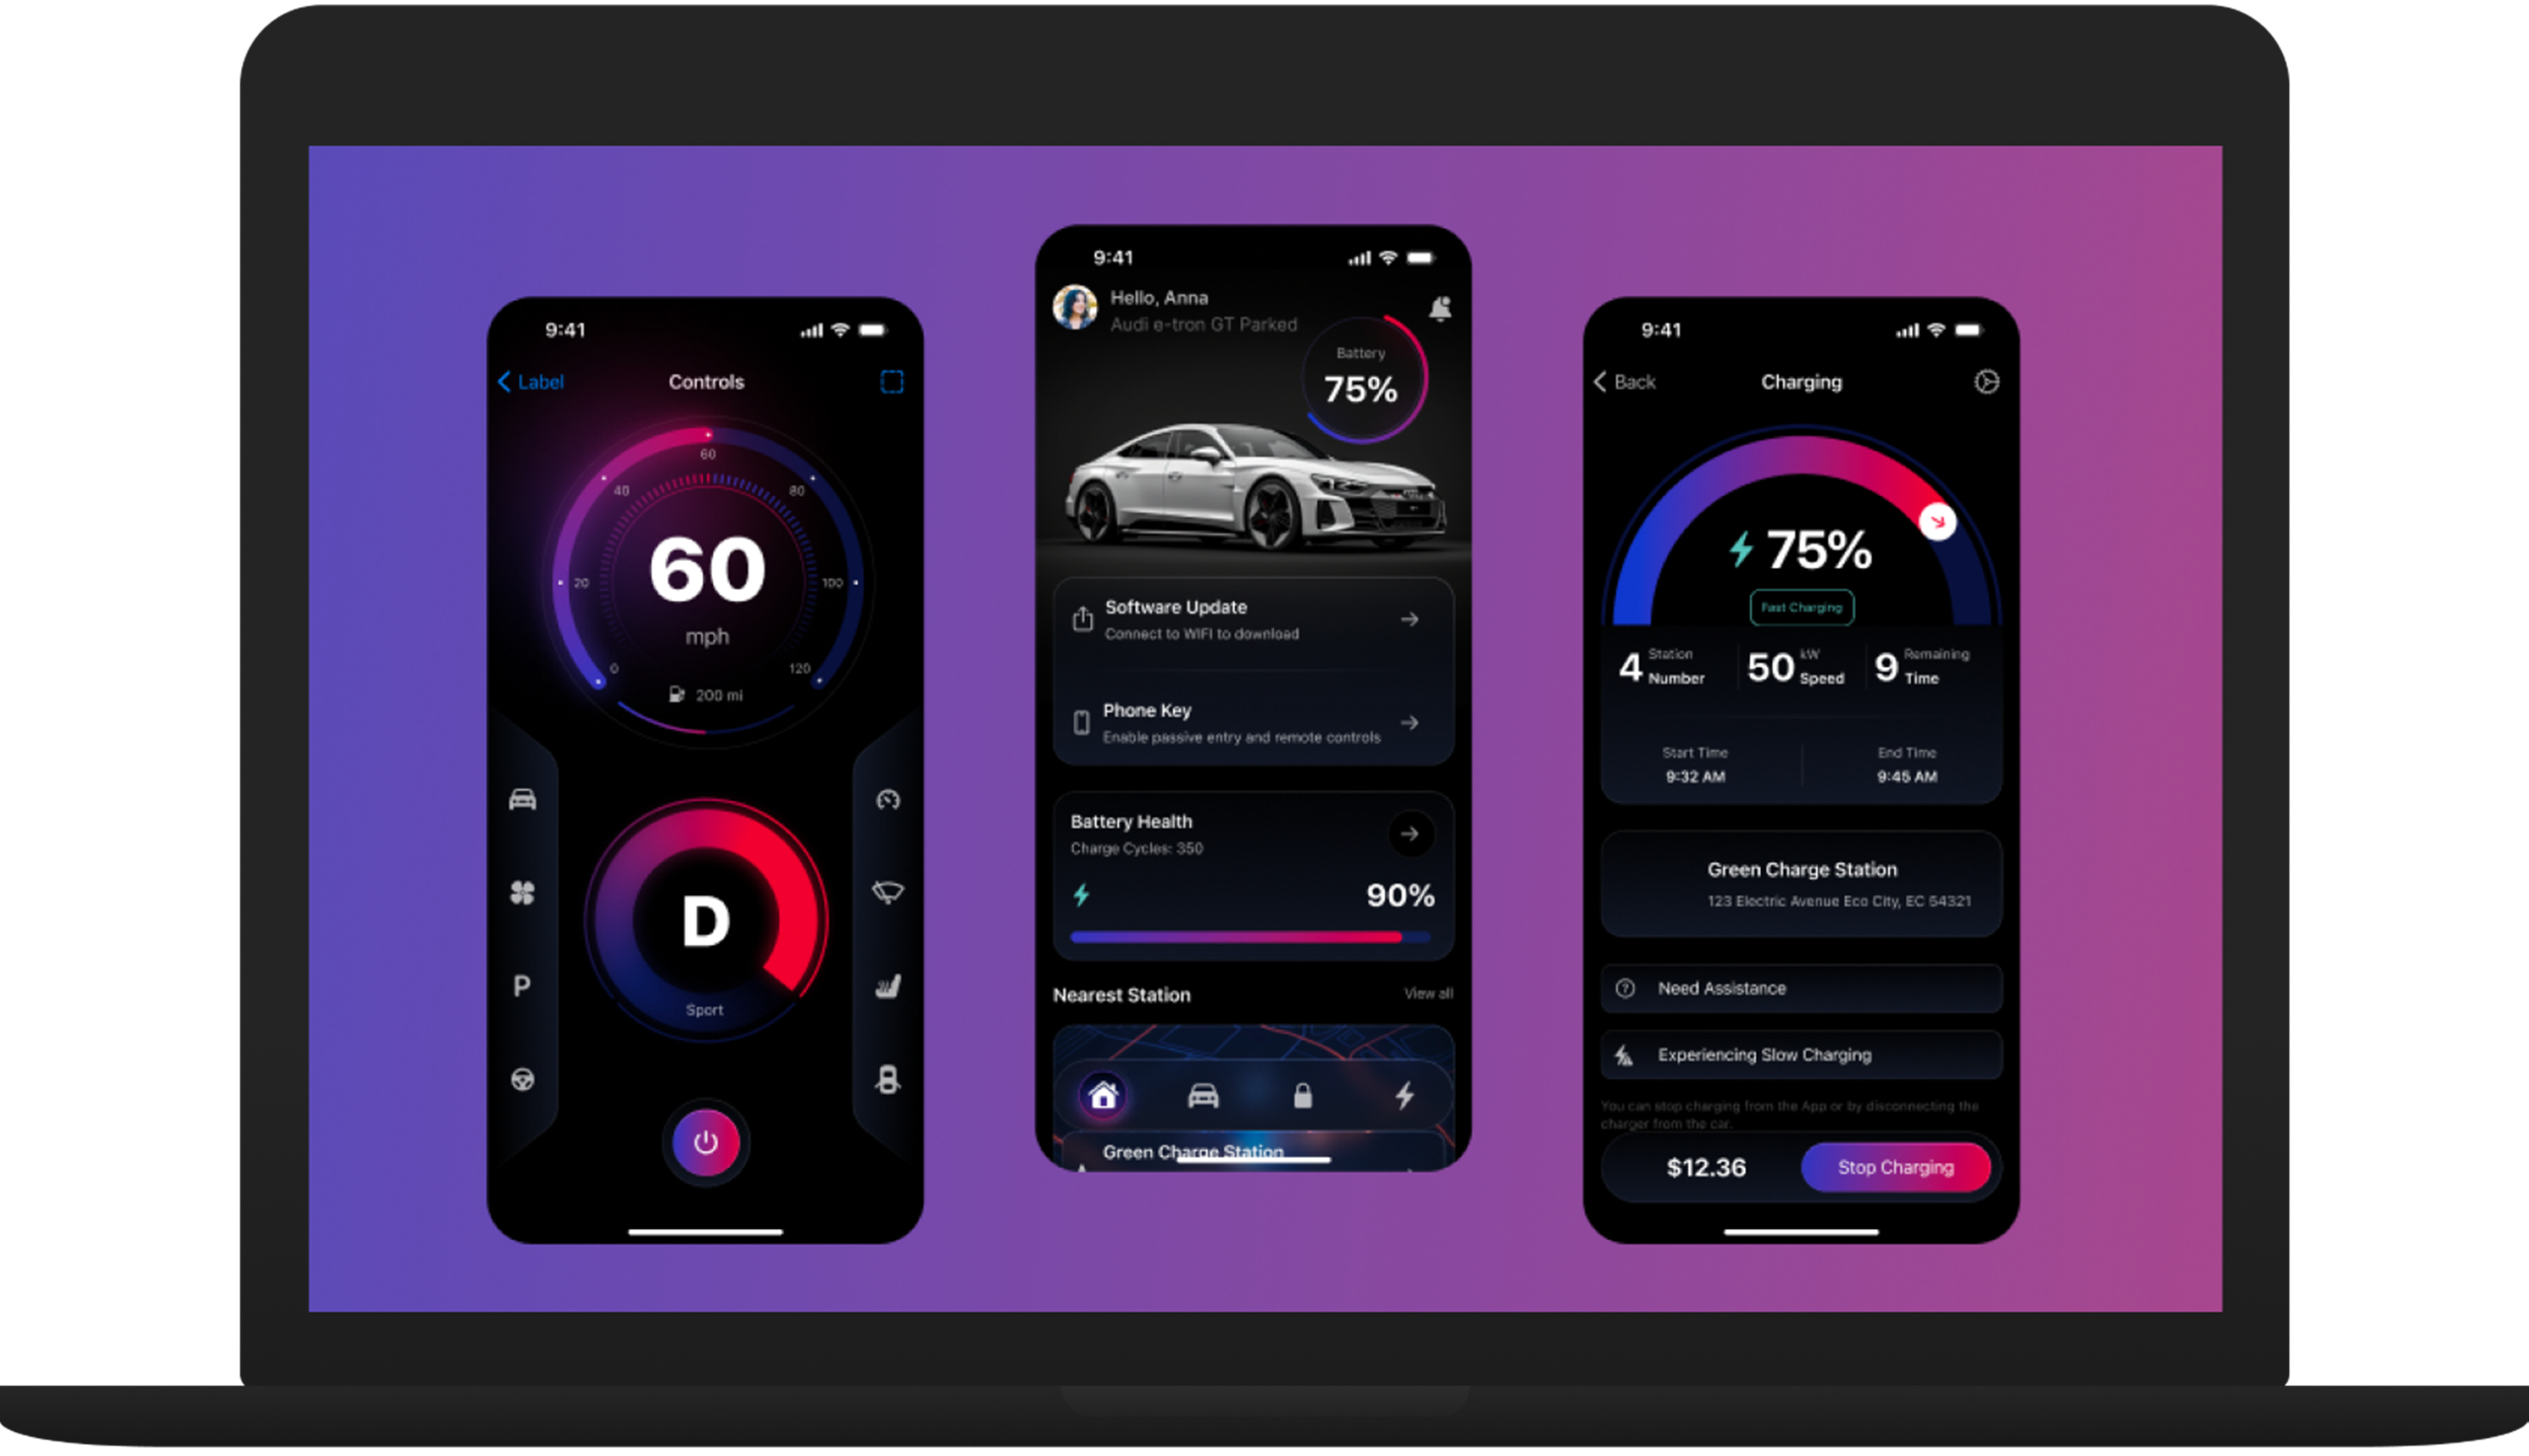 9:41
Label
Controls
60
40
80
20
60
100
mph
0
120
200 mi
D
P
Sport
9:41
Hello, Anna
Audi e-tron GT Parked
Battery
75%
Software Update
Connect to WIFI to download
Phone Key
Enable passive entry and remote controls
Battery Health
Charge Cycles: 350
90%
Nearest Station
View all
Green Charge Station
9:41
Back
Charging
75%
Fast Charging
4 Station Number
50 kW Speed
9 Remaining Time
Start Time
9:32 AM
End Time
9:45 AM
Green Charge Station
123 Electric Avenue Eco City, EC 54321
Need Assistance
Experiencing Slow Charging
You can stop charging from the App or by disconnecting the
charger from the car.
$12.36
Stop Charging